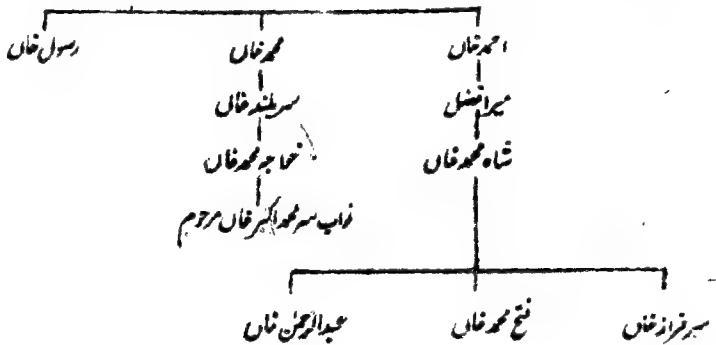 احمد خاں محمد خاں رسول خاں
میر افضل سربلند خاں
شاہ محمد خاں خواجہ محمد خاں
نواب سر محمد اکبر خاں مرحوم
سرفراز خاں فتح محمد خاں عبدالرحمٰن خاں